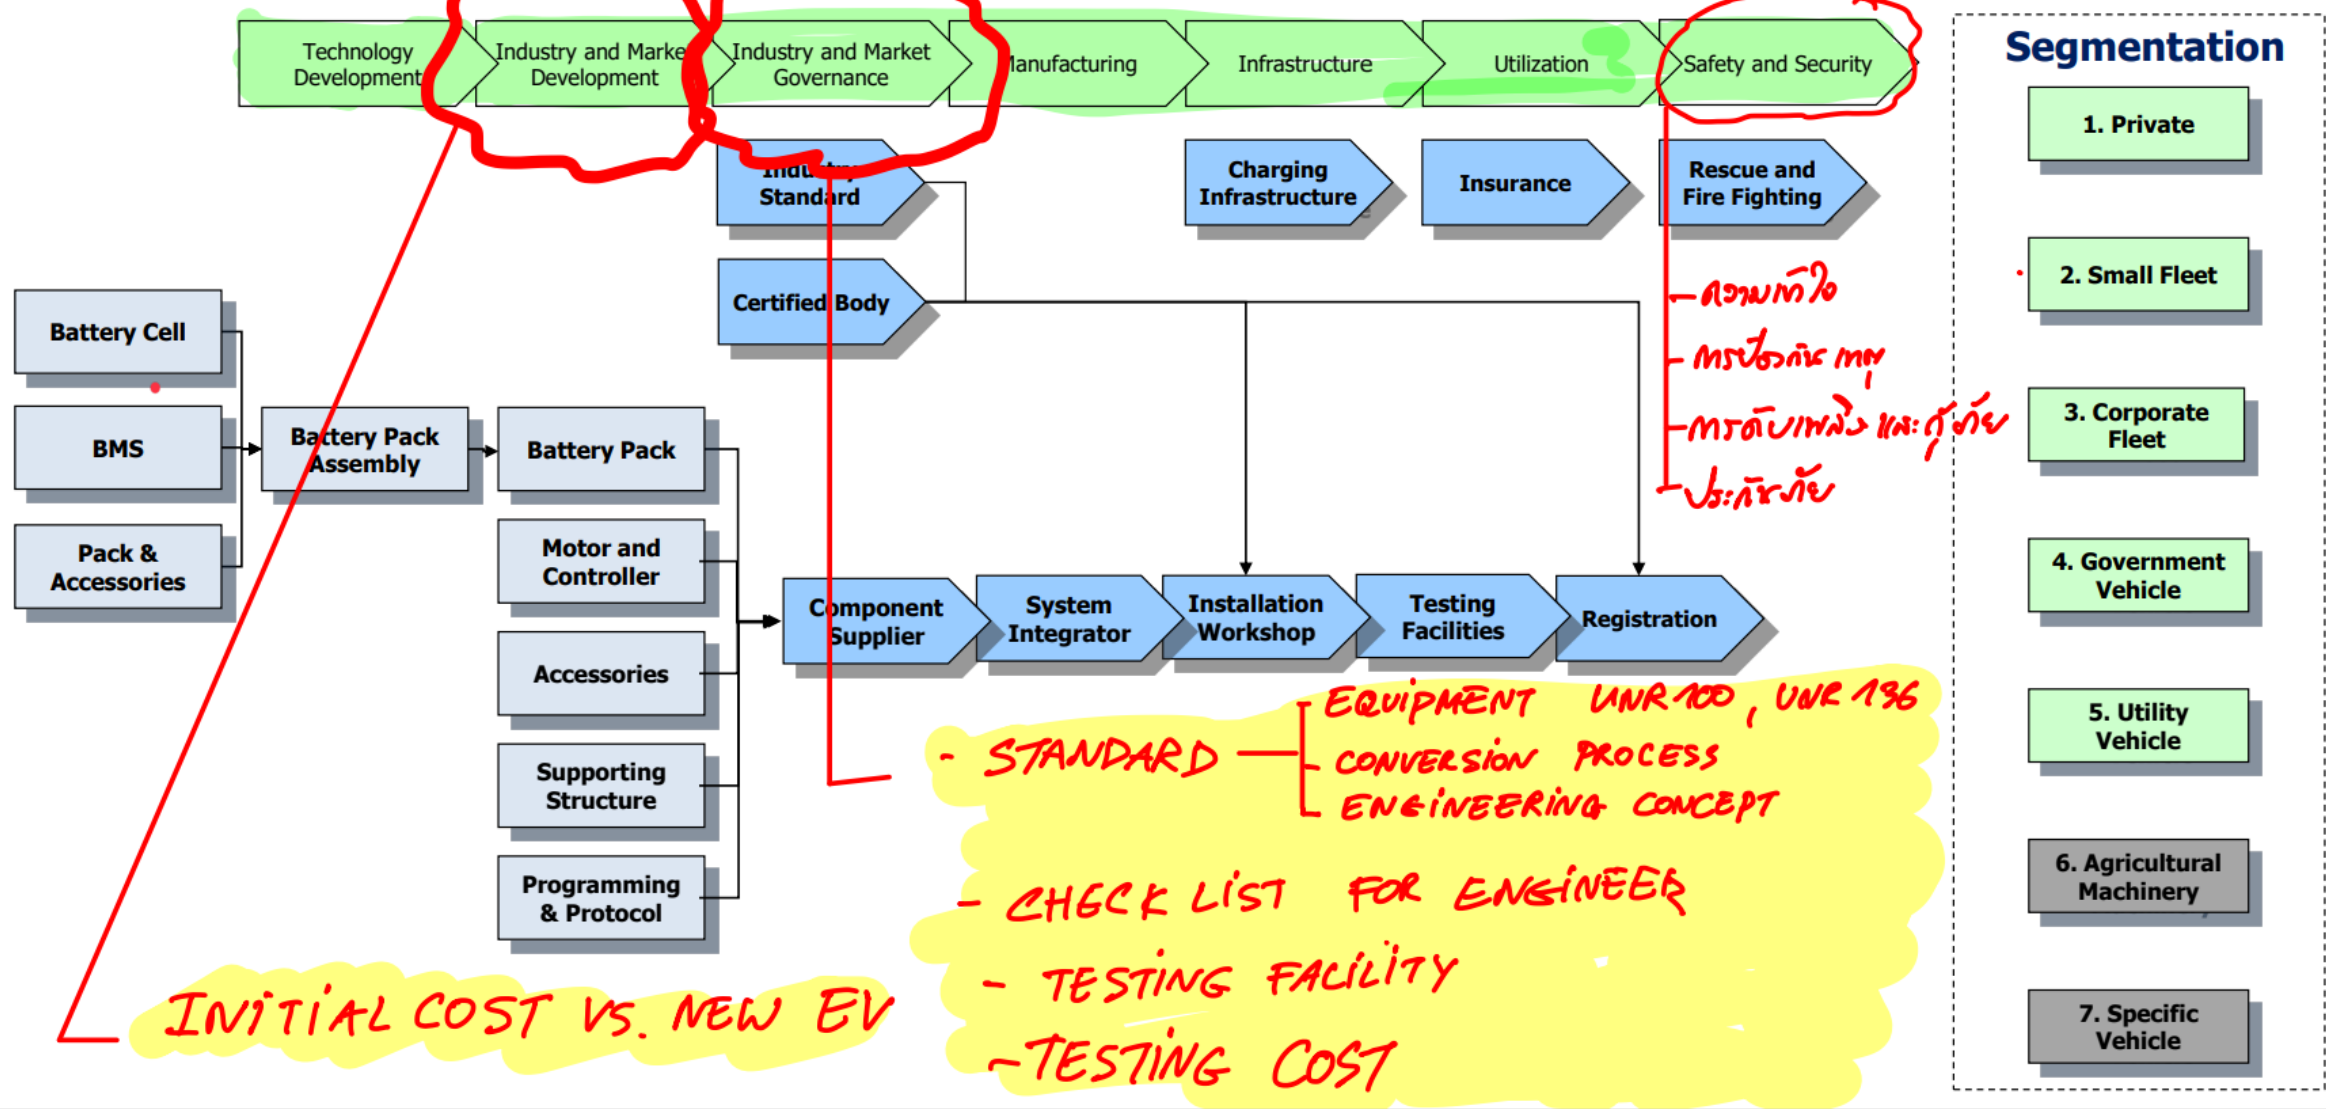 Technology
Development
Industry and Marke
Development
Industry and Market
Governance
Manufacturing
Infrastructure
Utilization
Safety and Security
Segmentation
1. Private
2. Small Fleet
3. Corporate
Fleet
4. Government
Vehicle
5. Utility
Vehicle
6. Agricultural
Machinery
7. Specific
Vehicle
Industry
Standard
Charging
Infrastructure
Insurance
Rescue and
Fire Fighting
Certified Body
- ความเข้าใจ
- การป้องกันเหตุ
- การดับเพลิง และกู้ภัย
- ประกันภัย
Battery Cell
BMS
Pack &
Accessories
Battery Pack
Assembly
Battery Pack
Motor and
Controller
Accessories
Supporting
Structure
Programming
& Protocol
Component
Supplier
System
Integrator
Installation
Workshop
Testing
Facilities
Registration
- STANDARD
EQUIPMENT UNR100, UNR 136
CONVERSION PROCESS
ENGINEERING CONCEPT
- CHECK LIST FOR ENGINEER
- TESTING FACILITY
- TESTING COST
INITIAL COST VS. NEW EV